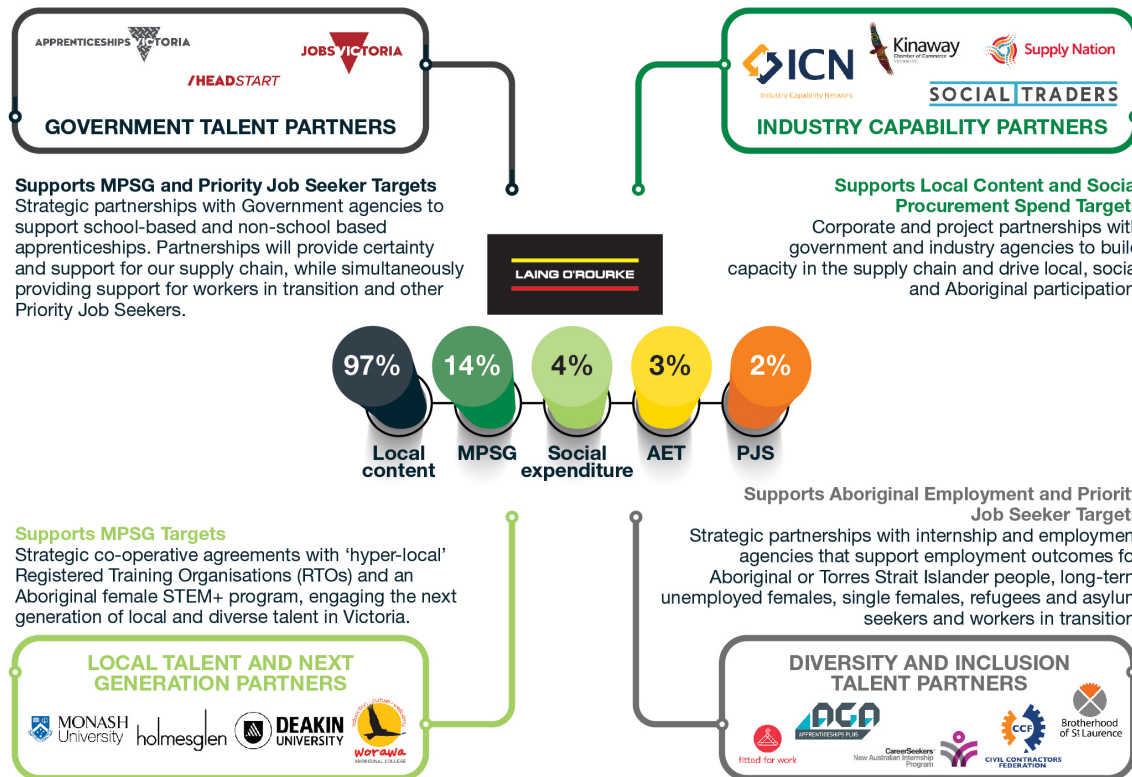 APPRENTICESHIPS VICTORIA
JOBS VICTORIA
/HEADSTART
GOVERNMENT TALENT PARTNERS
ICN
Industry Capability Network
Kinaway
Chamber of Commerce
Supply Nation
SOCIAL TRADERS
INDUSTRY CAPABILITY PARTNERS
Supports MPSG and Priority Job Seeker Targets
Strategic partnerships with Government agencies to
support school-based and non-school based
apprenticeships. Partnerships will provide certainty
and support for our supply chain, while simultaneously
providing support for workers in transition and other
Priority Job Seekers.
Supports Local Content and Socia
Procurement Spend Target
Corporate and project partnerships wit
government and industry agencies to buil
capacity in the supply chain and drive local, socia
and Aboriginal participation
LAING O'ROURKE
97% 14% 4% 3% 2%
Local content
MPSG
Social expenditure
AET
PJS
Supports MPSG Targets
Strategic co-operative agreements with ‘hyper-local’
Registered Training Organisations (RTOs) and an
Aboriginal female STEM+ program, engaging the next
generation of local and diverse talent in Victoria.
Supports Aboriginal Employment and Priorit
Job Seeker Target
Strategic partnerships with internship and employmen
agencies that support employment outcomes fo
Aboriginal or Torres Strait Islander people, long-term
unemployed females, single females, refugees and asylum
seekers and workers in transition
LOCAL TALENT AND NEXT
GENERATION PARTNERS
MONASH
University
holmesglen
DEAKIN
UNIVERSITY
worawa
ABORIGINAL COLLEGE
DIVERSITY AND INCLUSION
TALENT PARTNERS
fitted for work
AGA
APPRENTICESHIPS PLUS
CareerSeekers
New Australian Internship
Program
CCF
CIVIL CONTRACTORS
FEDERATION
Brotherhood
of St Laurence